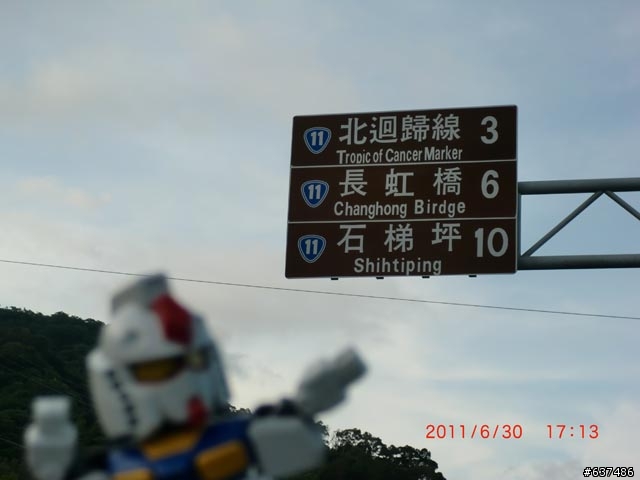 11 北迴歸線 3
Tropic of Cancer Marker
11 長虹橋 6
Changhong Birdge
11 石梯坪 10
Shihtiping
2011/6/30 17:13
#637486